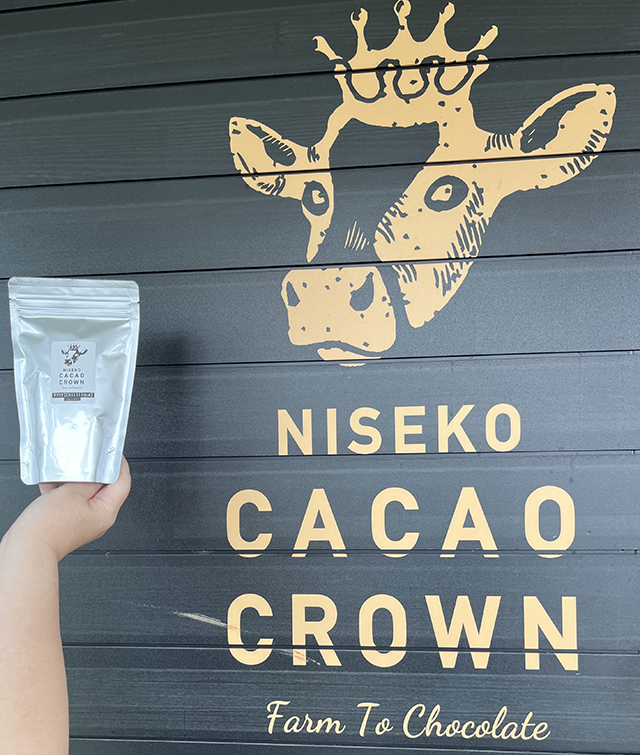 NISEKO
CACAO
CROWN
Farm To Chocolate
NISEKO
CACAO
CROWN